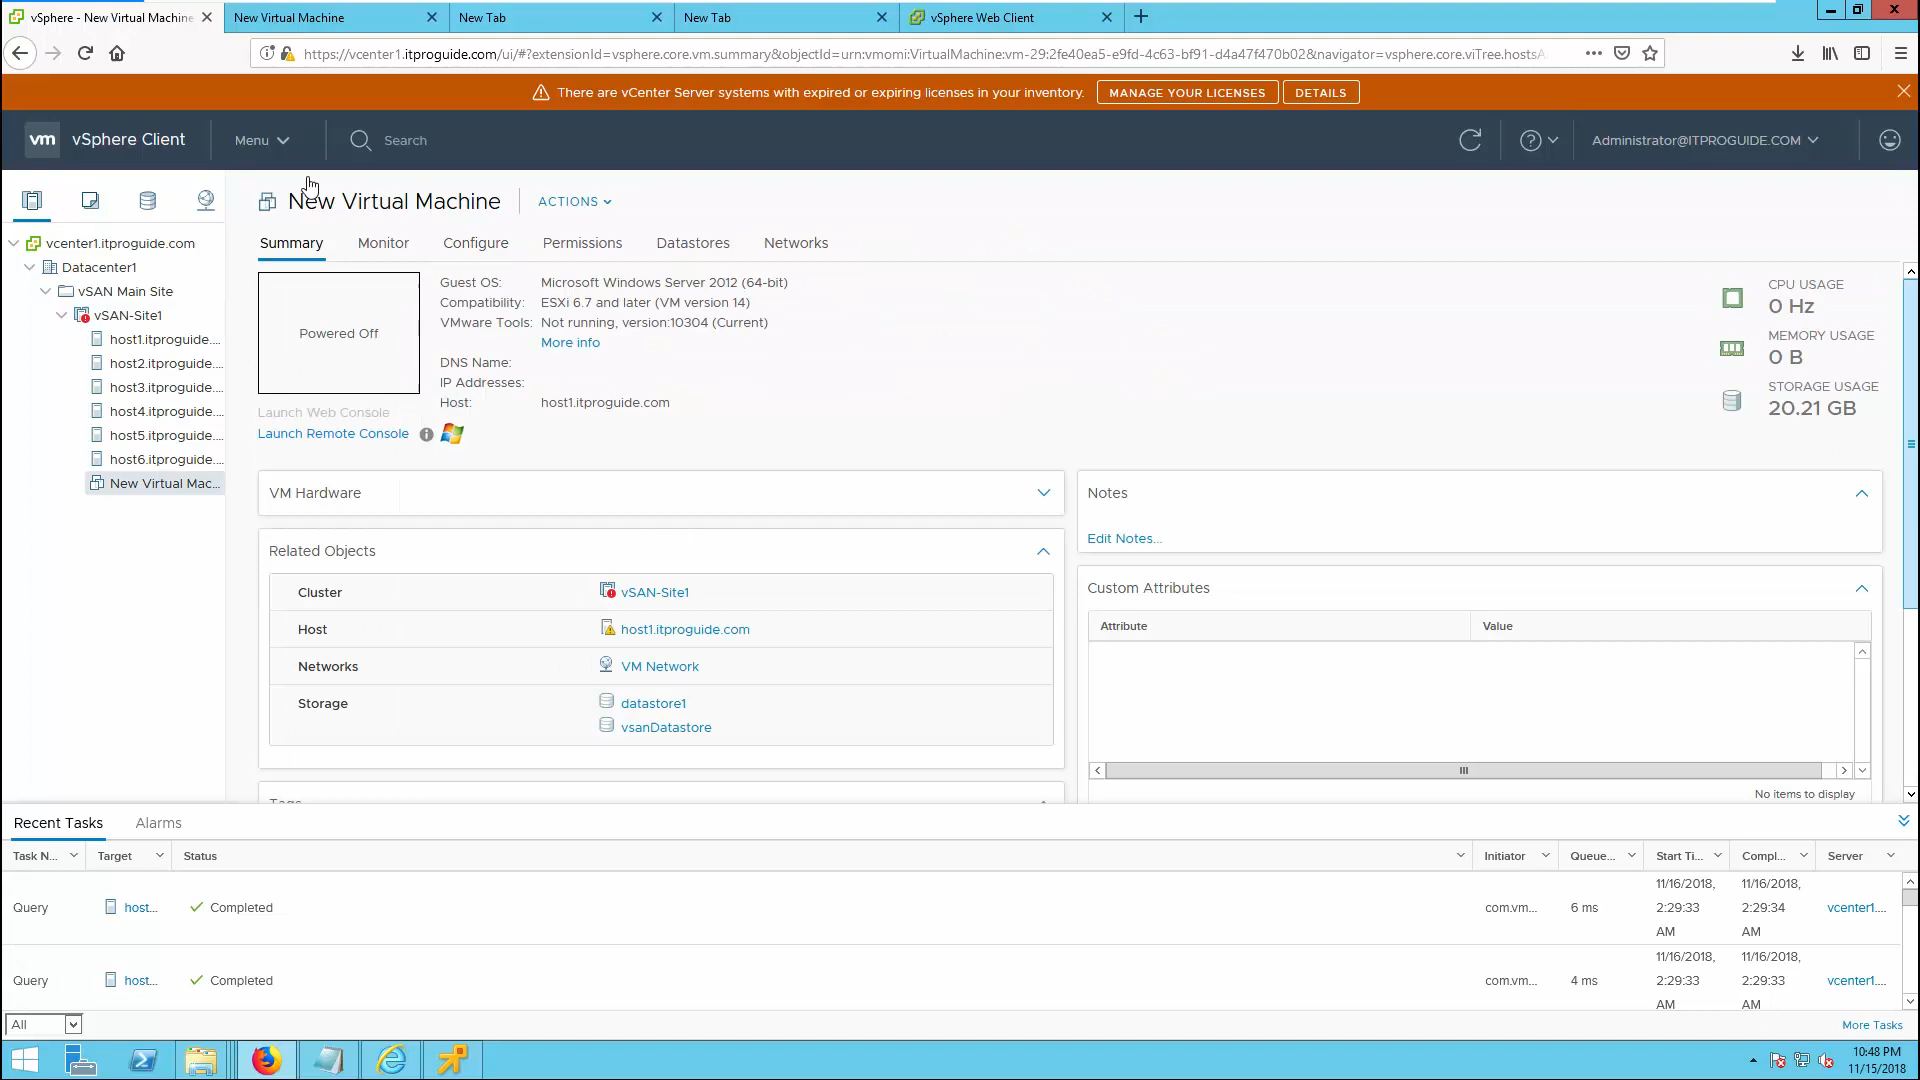 vSphere - New Virtual Machine
New Virtual Machine
New Tab
New Tab
vSphere Web Client
https://vcenter1.itproguide.com/ui/#?extensionId=vsphere.core.vm.summary&objectId=urn:vmomi:VirtualMachine:vm-29:2fe40ea5-e9fd-4c63-bf91-d4a47f470b02&navigator=vsphere.core.viTree.hostsA
There are vCenter Server systems with expired or expiring licenses in your inventory.
MANAGE YOUR LICENSES
DETAILS
vm
vSphere Client
Menu
Search
Administrator@ITPROGUIDE.COM
vcenter1.itproguide.com
Datacenter1
vSAN Main Site
vSAN-Site1
host1.itproguide....
host2.itproguide....
host3.itproguide....
host4.itproguide....
host5.itproguide....
host6.itproguide....
New Virtual Mac...
New Virtual Machine
ACTIONS
Summary
Monitor
Configure
Permissions
Datastores
Networks
Powered Off
Launch Web Console
Launch Remote Console
Guest OS: Microsoft Windows Server 2012 (64-bit)
Compatibility: ESXi 6.7 and later (VM version 14)
VMware Tools: Not running, version:10304 (Current)
More info
DNS Name:
IP Addresses:
Host: host1.itproguide.com
CPU USAGE
0 Hz
MEMORY USAGE
0 B
STORAGE USAGE
20.21 GB
VM Hardware
Related Objects
Cluster vSAN-Site1
Host host1.itproguide.com
Networks VM Network
Storage datastore1
vsanDatastore
Tags
Notes
Edit Notes...
Custom Attributes
Attribute Value
No items to display
Recent Tasks
Alarms
Task N... Target Status Initiator Queue... Start Ti... Compl... Server
11/16/2018, 11/16/2018,
Query host... Completed com.vm... 6 ms 2:29:33 2:29:34 vcenter1....
AM AM
11/16/2018, 11/16/2018,
Query host... Completed com.vm... 4 ms 2:29:33 2:29:33 vcenter1....
AM AM
All
More Tasks
10:48 PM
11/15/2018